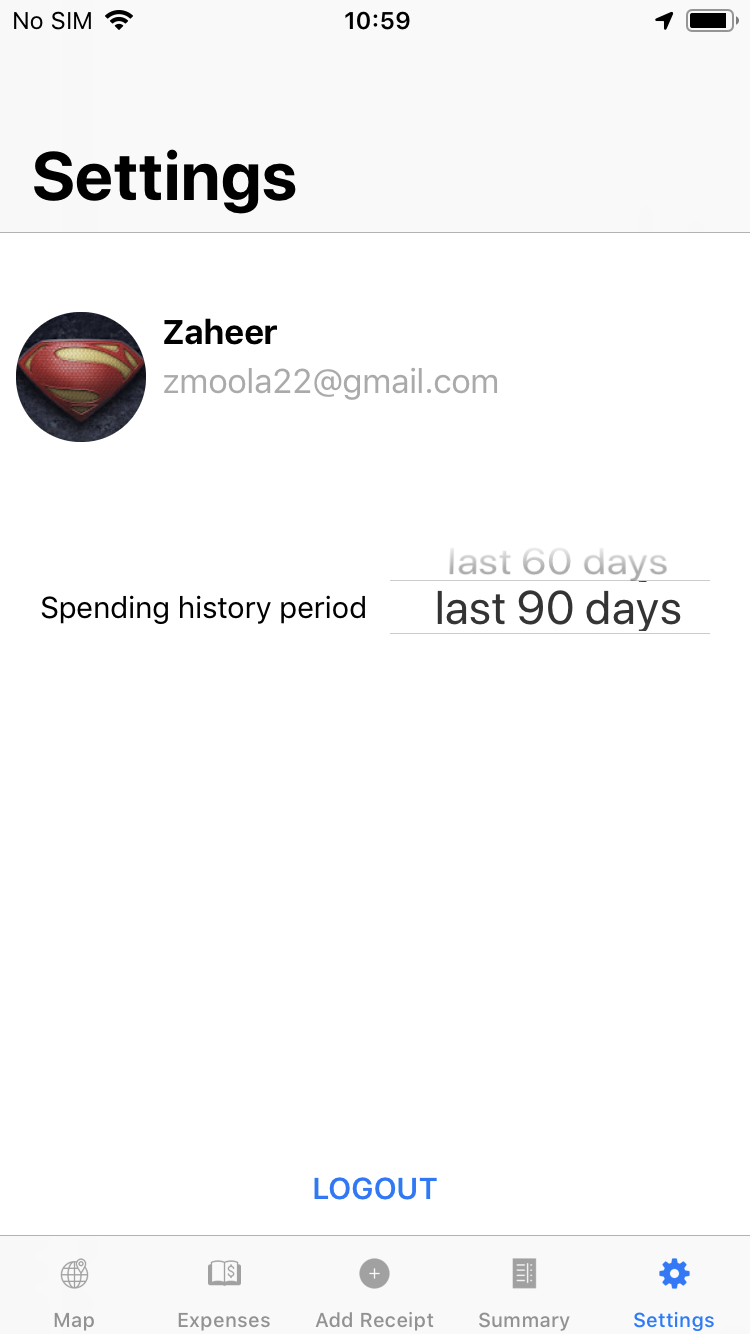 No SIM 10:59
Settings
Zaheer
zmoola22@gmail.com
last 60 days
Spending history period last 90 days
LOGOUT
Map Expenses Add Receipt Summary Settings